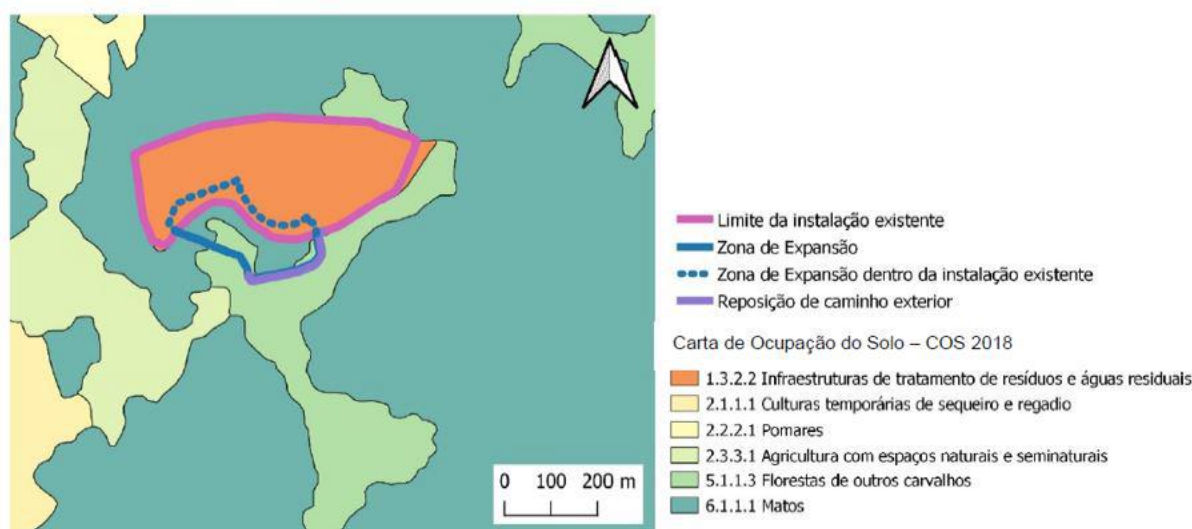 Limite da instalação existente
Zona de Expansão
Zona de Expansão dentro da instalação existente
Reposição de caminho exterior
Carta de Ocupação do Solo – COS 2018
1.3.2.2 Infraestruturas de tratamento de resíduos e águas residuais
2.1.1.1 Culturas temporárias de sequeiro e regadio
2.2.2.1 Pomares
2.3.3.1 Agricultura com espaços naturais e seminaturais
5.1.1.3 Florestas de outros carvalhos
6.1.1.1 Matos
0 100 200 m